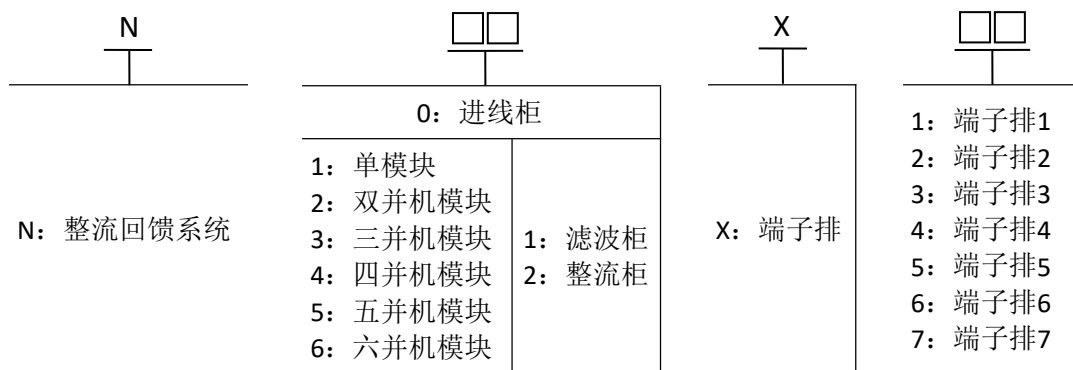 N
□□
X
□□
N：整流回馈系统
0：进线柜
1：单模块
2：双并机模块
3：三并机模块
4：四并机模块
5：五并机模块
6：六并机模块
1：滤波柜
2：整流柜
X：端子排
1：端子排1
2：端子排2
3：端子排3
4：端子排4
5：端子排5
6：端子排6
7：端子排7